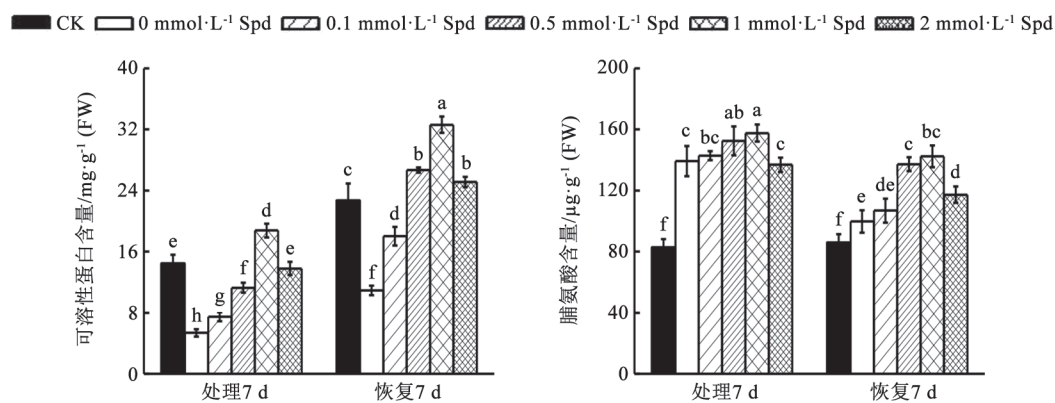 CK 0 mmol·L⁻¹ Spd 0.1 mmol·L⁻¹ Spd 0.5 mmol·L⁻¹ Spd 1 mmol·L⁻¹ Spd 2 mmol·L⁻¹ Spd
可溶性蛋白含量/mg·g⁻¹ (FW)
40
32
24
16
8
0
e h g f d e
c f d b a b
处理7 d 恢复7 d
脯氨酸含量/μg·g⁻¹ (FW)
200
160
120
80
40
0
f c bc ab a c
f e de c bc d
处理7 d 恢复7 d